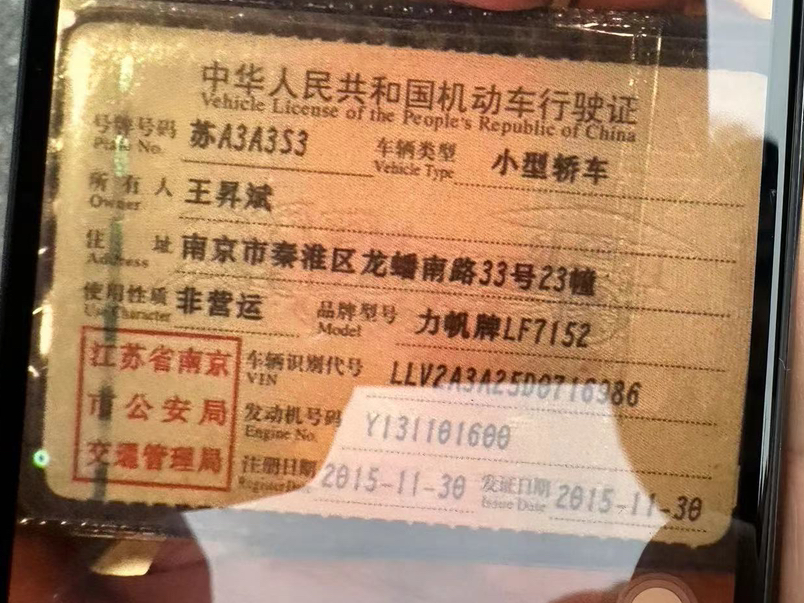 中华人民共和国机动车行驶证
Vehicle License of the People's Republic of China
号牌号码 苏A3A3S3 车辆类型 小型轿车
Plate No. Vehicle Type
所有人 王昇斌
Owner
住 址 南京市秦淮区龙蟠南路33号23幢
Address
使用性质 非营运 品牌型号 力帆牌LF7152
Use Character Model
江苏省南京 车辆识别代号 LLV2A3A25D0716986
VIN
市公安局 发动机号码 Y131101600
Engine No.
交通管理局 注册日期 2015-11-30 发证日期 2015-11-30
Register Date Issue Date